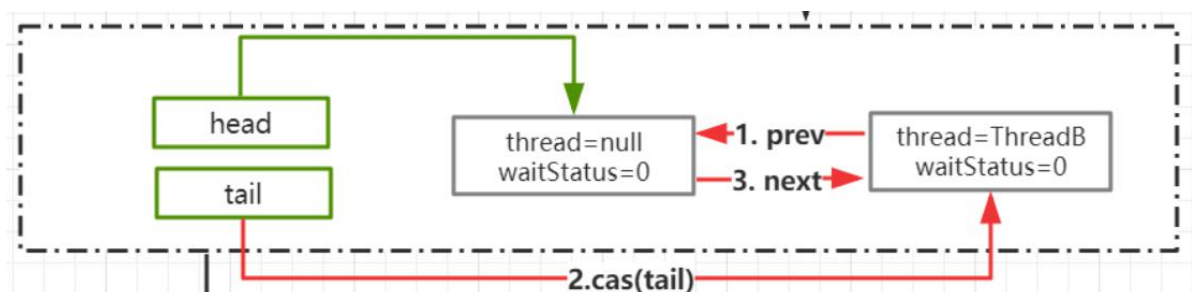 head
tail
thread=null
waitStatus=0
1. prev
3. next
thread=ThreadB
waitStatus=0
2.cas(tail)